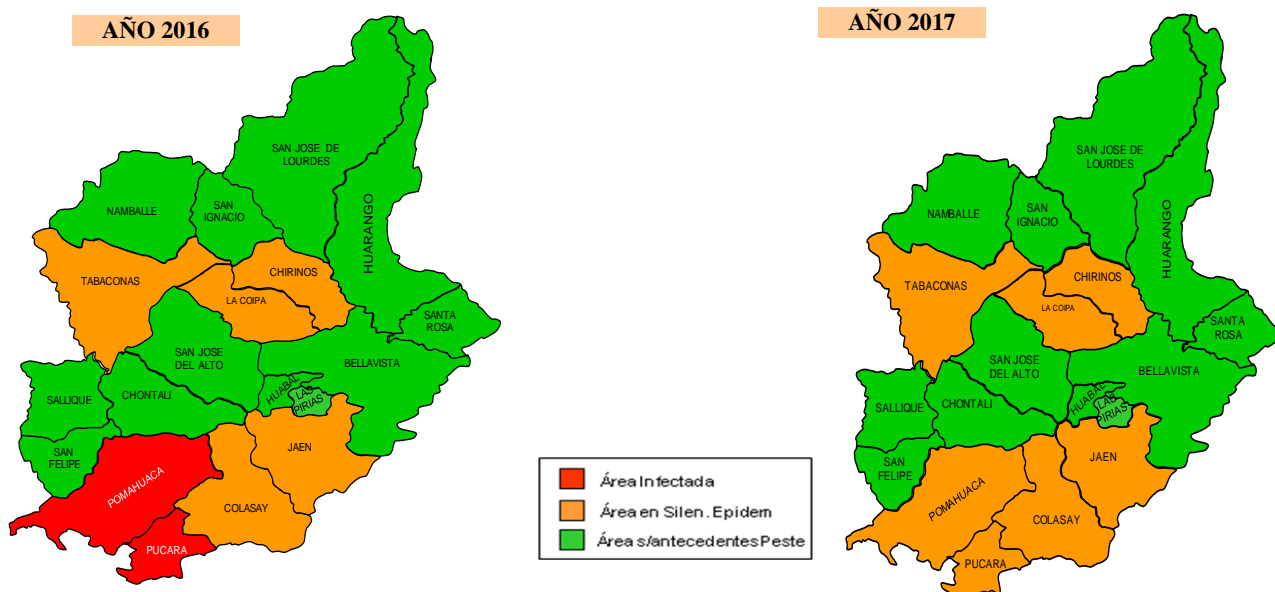 AÑO 2016
SAN JOSE DE
LOURDES
HUARANGO
NAMBALLE
SAN
IGNACIO
TABACONAS
CHIRINOS
LA COIPA
SANTA
ROSA
SAN JOSE
DEL ALTO
BELLAVISTA
HUABAL
LAS
PIRIAS
SALLIQUE
CHONTALI
SAN
FELIPE
JAEN
POMAHUACA
COLASAY
PUCARA
Área Infectada
Área en Silen. Epidem
Área s/antecedentes Peste
AÑO 2017
SAN JOSE DE
LOURDES
HUARANGO
NAMBALLE
SAN
IGNACIO
TABACONAS
CHIRINOS
LA COIPA
SANTA
ROSA
SAN JOSE
DEL ALTO
BELLAVISTA
HUABAL
LAS
PIRIAS
SALLIQUE
CHONTALI
SAN
FELIPE
JAEN
POMAHUACA
COLASAY
PUCARA